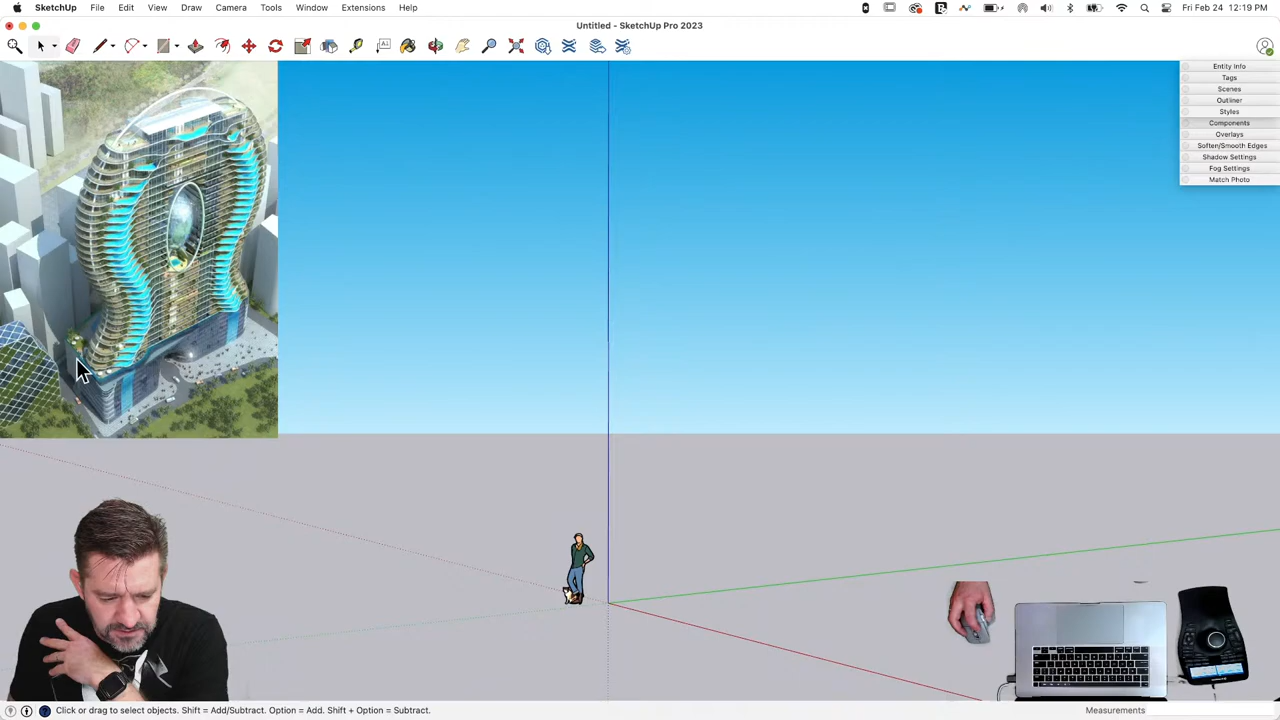 SketchUp File Edit View Draw Camera Tools Window Extensions Help
Fri Feb 24 12:19 PM
Untitled - SketchUp Pro 2023
Entity Info
Tags
Scenes
Outliner
Styles
Components
Overlays
Soften/Smooth Edges
Shadow Settings
Fog Settings
Match Photo
Click or drag to select objects. Shift = Add/Subtract. Option = Add. Shift + Option = Subtract.
Measurements